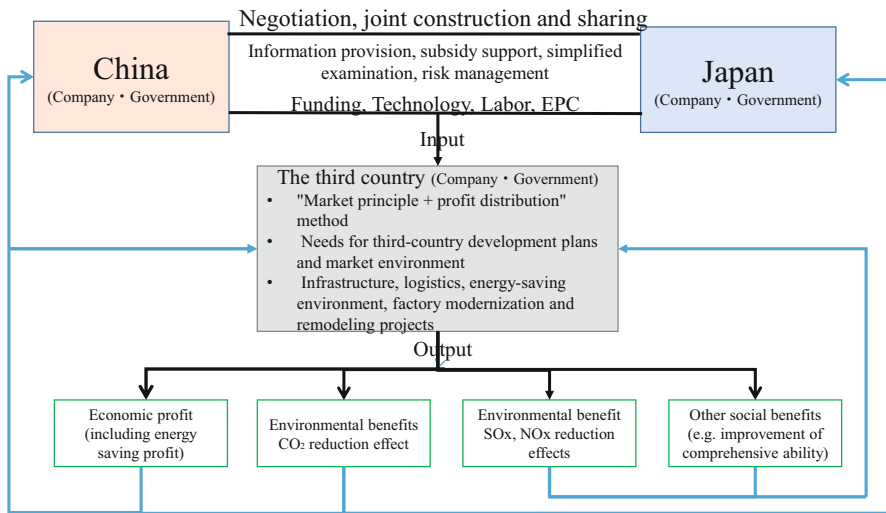 Negotiation, joint construction and sharing
China
(Company・Government)
Information provision, subsidy support, simplified
examination, risk management
Japan
(Company・Government)
Funding, Technology, Labor, EPC
Input
The third country (Company・Government)
• "Market principle + profit distribution"
method
• Needs for third-country development plans
and market environment
• Infrastructure, logistics, energy-saving
environment, factory modernization and
remodeling projects
Output
Economic profit
(including energy
saving profit)
Environmental benefits
CO₂ reduction effect
Environmental benefit
SOx, NOx reduction
effects
Other social benefits
(e.g. improvement of
comprehensive ability)